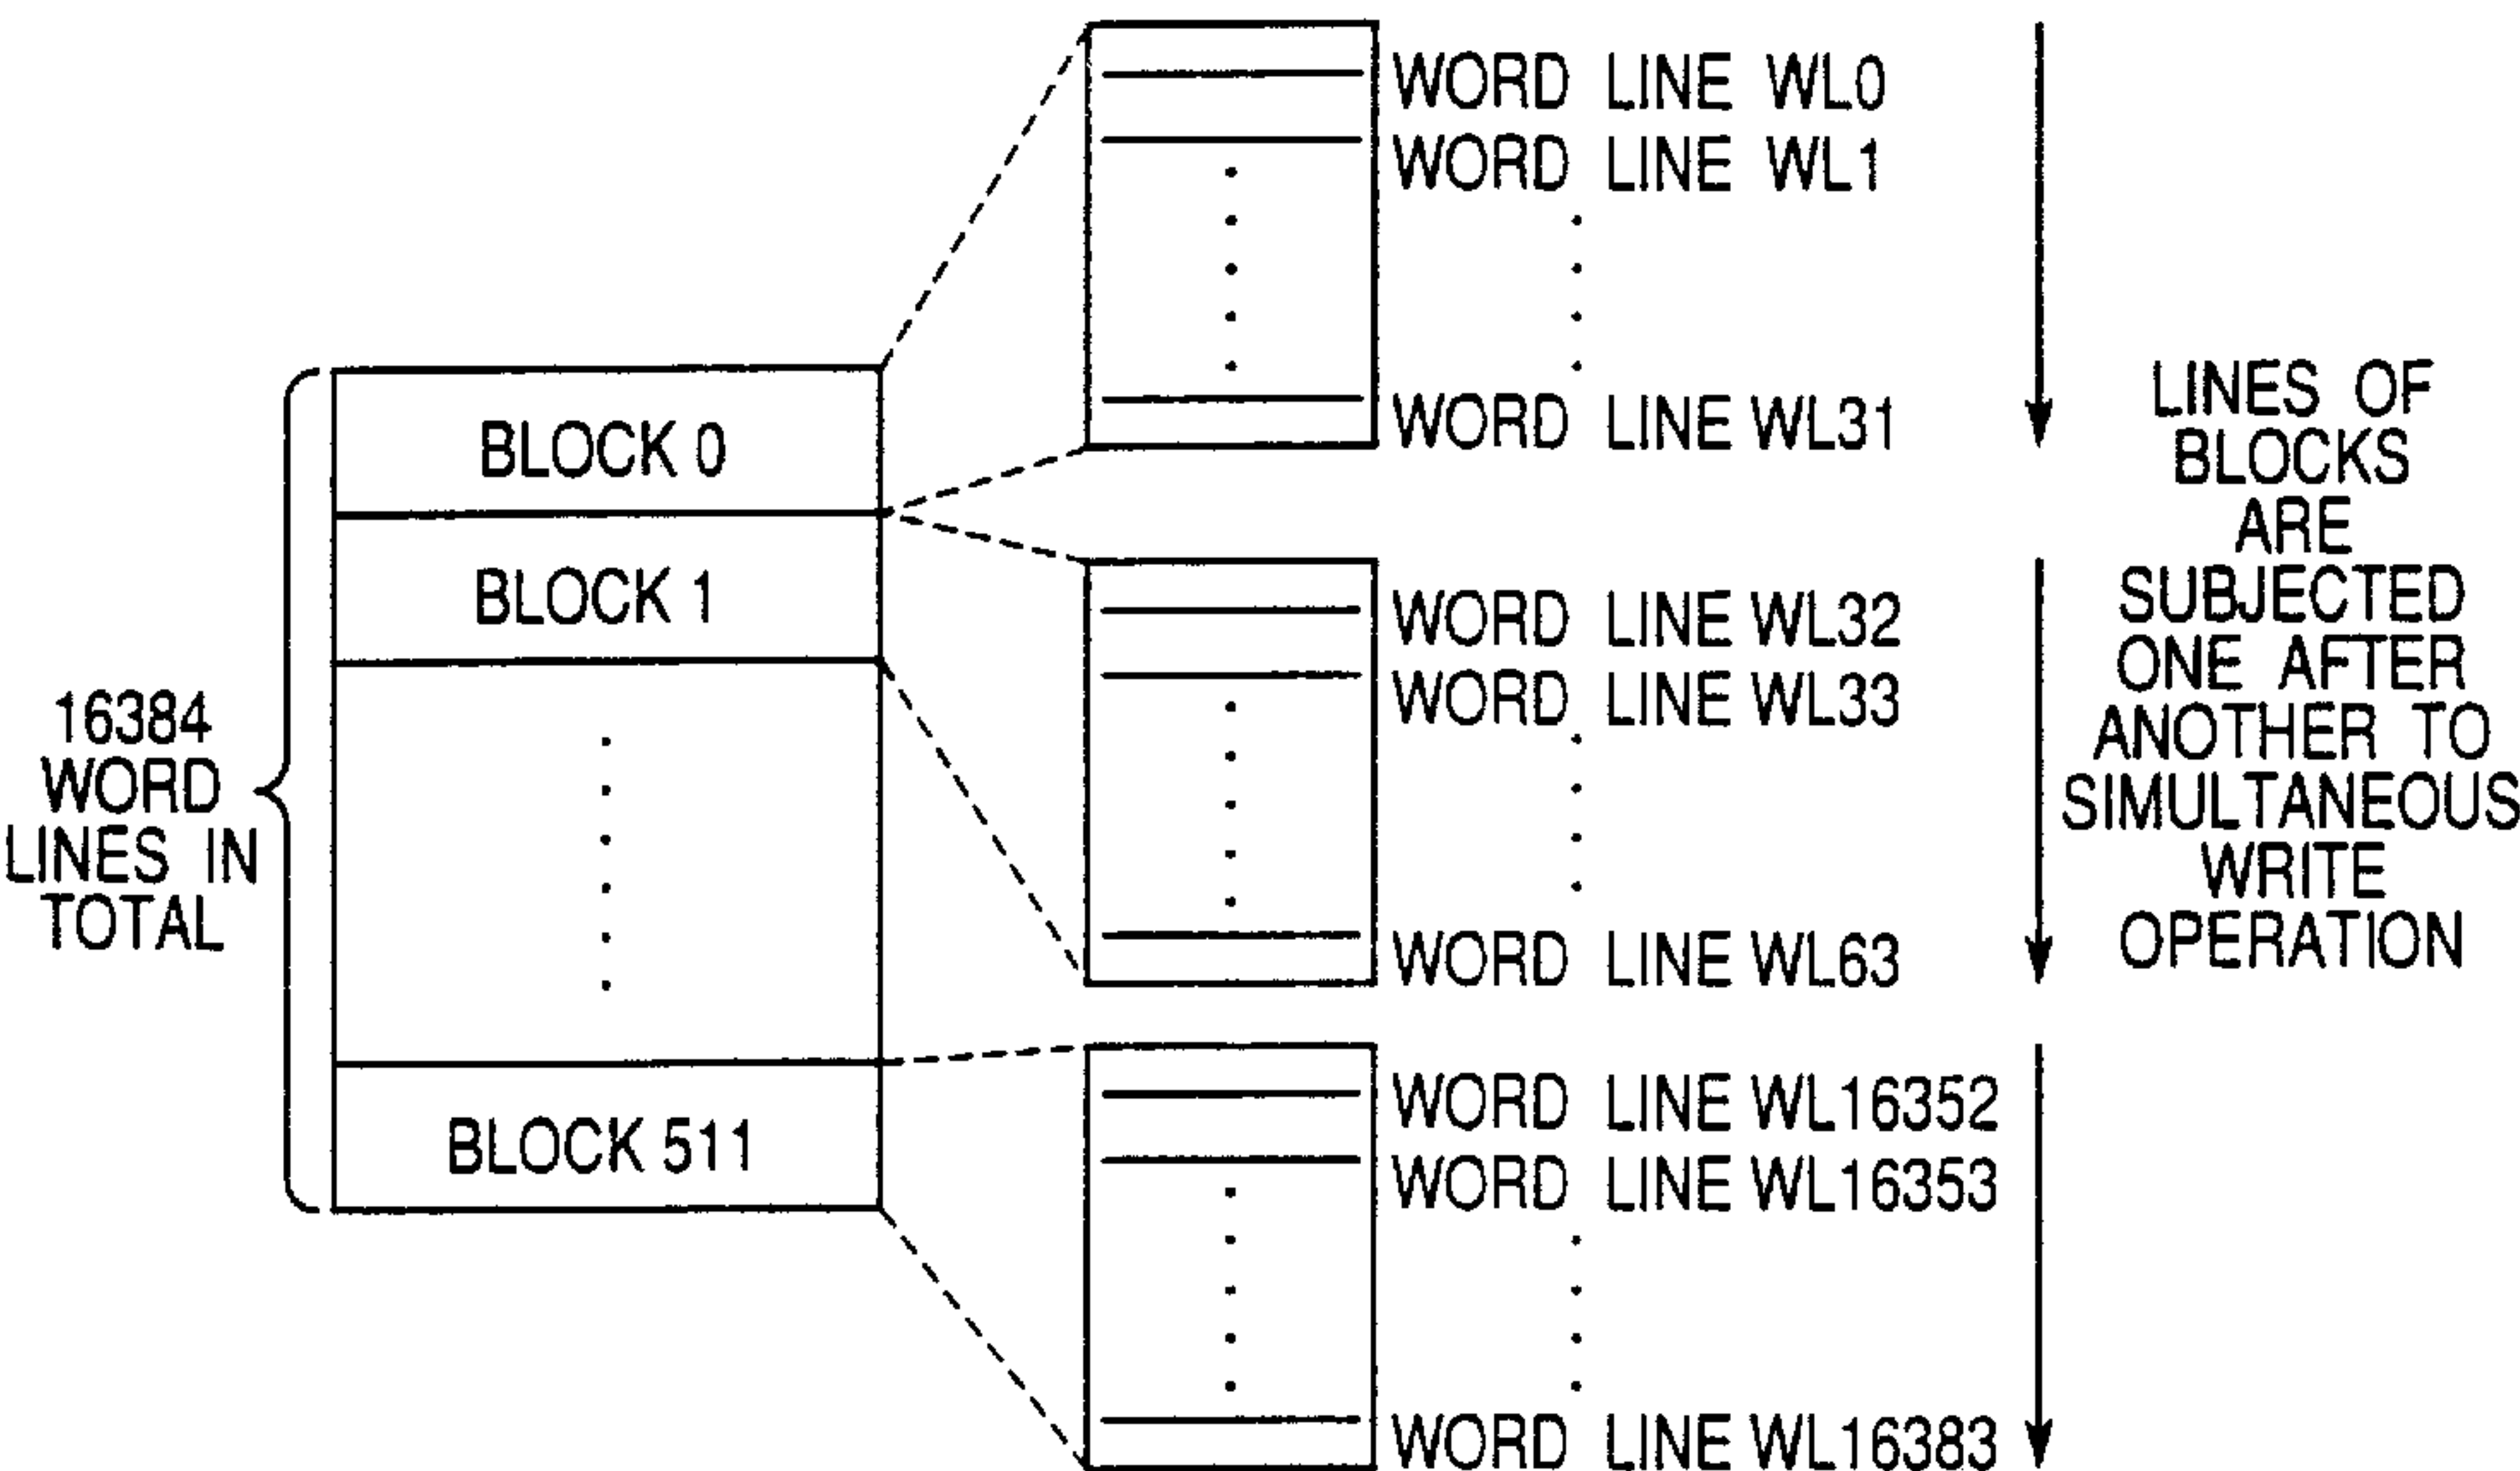 16384
WORD
LINES IN
TOTAL
BLOCK 0
BLOCK 1
BLOCK 511
WORD LINE WL0
WORD LINE WL1
WORD LINE WL31
WORD LINE WL32
WORD LINE WL33
WORD LINE WL63
WORD LINE WL16352
WORD LINE WL16353
WORD LINE WL16383
LINES OF
BLOCKS
ARE
SUBJECTED
ONE AFTER
ANOTHER TO
SIMULTANEOUS
WRITE
OPERATION